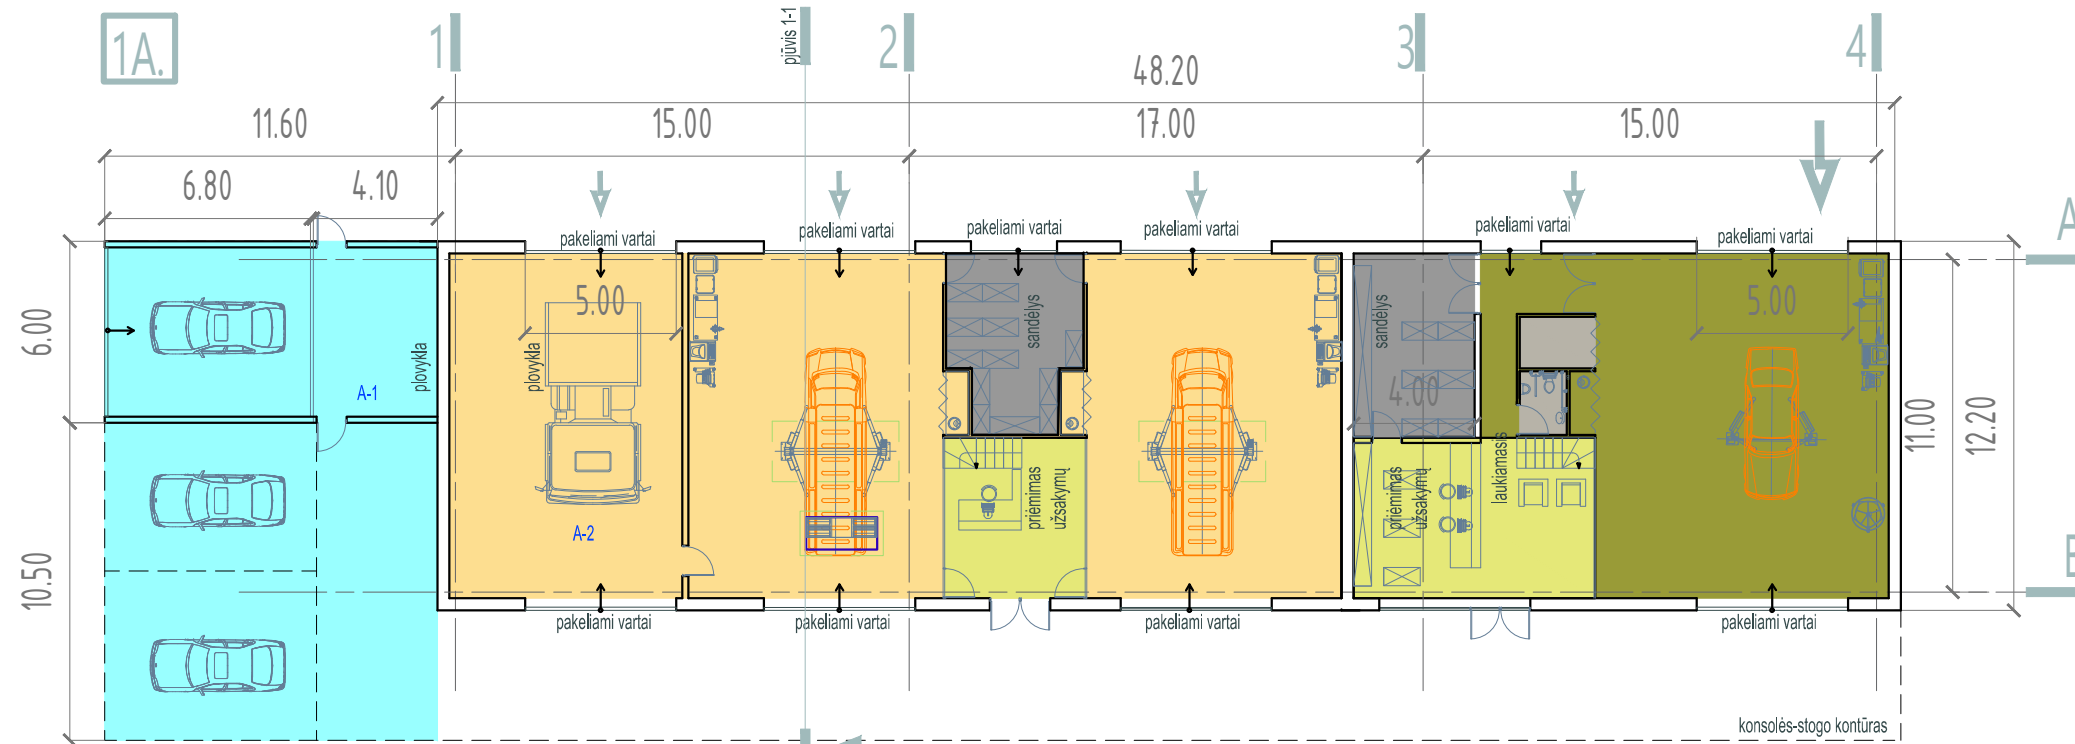 1A.
1
pjūvis 1-1
2
3
4
48.20
11.60
15.00
17.00
15.00
6.80
4.10
A
pakeliami vartai
pakeliami vartai
pakeliami vartai
pakeliami vartai
pakeliami vartai
6.00
plovykla
A-1
plovykla
5.00
sandėlys
sandėlys
4.00
5.00
11.00
12.20
A-2
priėmimas
užsakymų
priėmimas
užsakymų
laukiamasis
10.50
B
pakeliami vartai
pakeliami vartai
pakeliami vartai
pakeliami vartai
konsolės-stogo kontūras